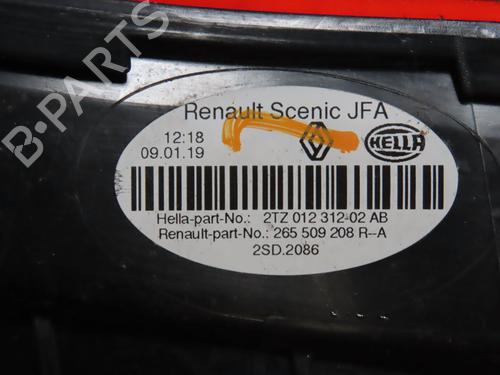 B-PARTS
Renault Scenic JFA
12:18
09.01.19
HELLA
Hella-part-No.: 2TZ 012 312-02 AB
Renault-part-No.: 265 509 208 R--A
2SD.2086